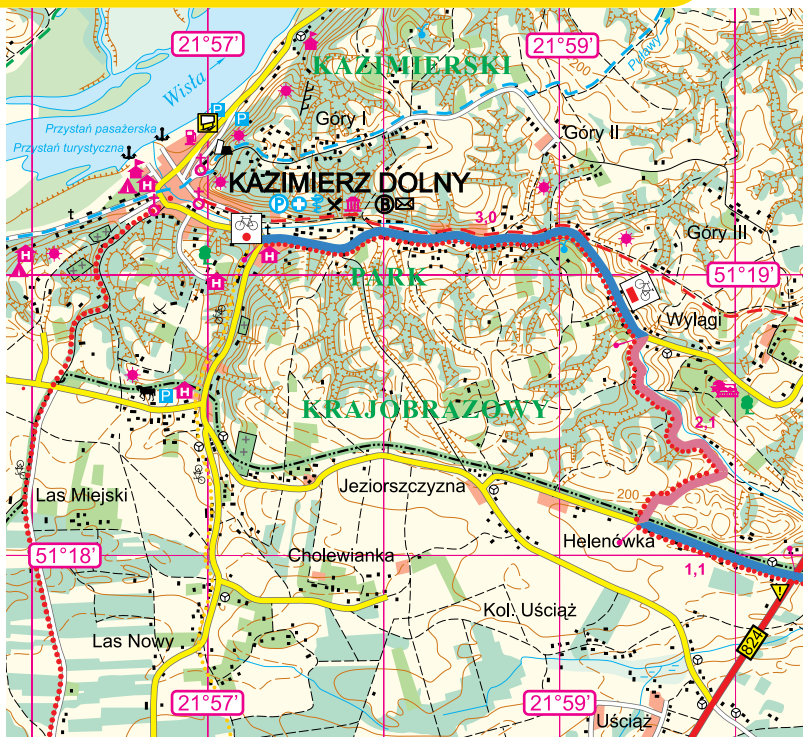 21°57'
21°59'
KAZIMIERSKI
Wisła
Puławy
200
P
P
Góry I
Góry II
Przystań pasażerska
Przystań turystyczna
H
KAZIMIERZ DOLNY
P
B
t
t
3,0
Góry III
H
H
PARK
51°19'
H
Wylągi
H
P
KRAJOBRAZOWY
2,1
Jeziorszczyzna
200
Las Miejski
51°18'
Helenówka
Cholewianka
1,1
Kol. Uściąż
!
Las Nowy
824
21°57'
21°59'
Uściąż